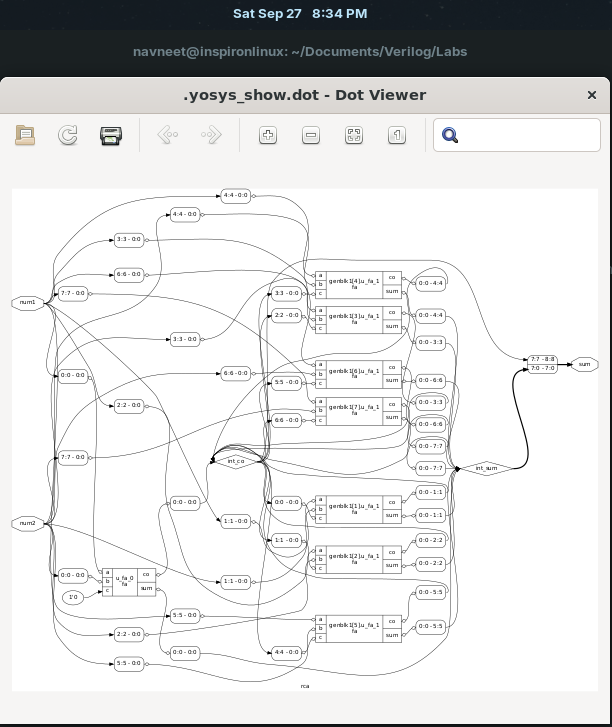 Sat Sep 27 8:34 PM
navneet@inspironlinux: ~/Documents/Verilog/Labs
.yosys_show.dot - Dot Viewer
4:4 - 0:0
4:4 - 0:0
3:3 - 0:0
6:6 - 0:0
7:7 - 0:0
num1
3:3 - 0:0
0:0 - 0:0
2:2 - 0:0
6:6 - 0:0
7:7 - 0:0
0:0 - 0:0
num2
1:1 - 0:0
0:0 - 0:0
1'0
a
b
c
u_fa_0
fa
co
sum
1:1 - 0:0
5:5 - 0:0
2:2 - 0:0
0:0 - 0:0
5:5 - 0:0
int_co
3:3 - 0:0
2:2 - 0:0
5:5 - 0:0
6:6 - 0:0
0:0 - 0:0
1:1 - 0:0
4:4 - 0:0
a
b
c
genblk1[4].u_fa_1
fa
co
sum
a
b
c
genblk1[3].u_fa_1
fa
co
sum
a
b
c
genblk1[6].u_fa_1
fa
co
sum
a
b
c
genblk1[7].u_fa_1
fa
co
sum
a
b
c
genblk1[1].u_fa_1
fa
co
sum
a
b
c
genblk1[2].u_fa_1
fa
co
sum
a
b
c
genblk1[5].u_fa_1
fa
co
sum
0:0 - 4:4
0:0 - 4:4
0:0 - 3:3
0:0 - 6:6
0:0 - 3:3
0:0 - 6:6
0:0 - 7:7
0:0 - 7:7
0:0 - 1:1
0:0 - 1:1
0:0 - 2:2
0:0 - 2:2
0:0 - 5:5
0:0 - 5:5
int_sum
7:7 - 8:8
7:0 - 7:0
sum
rca